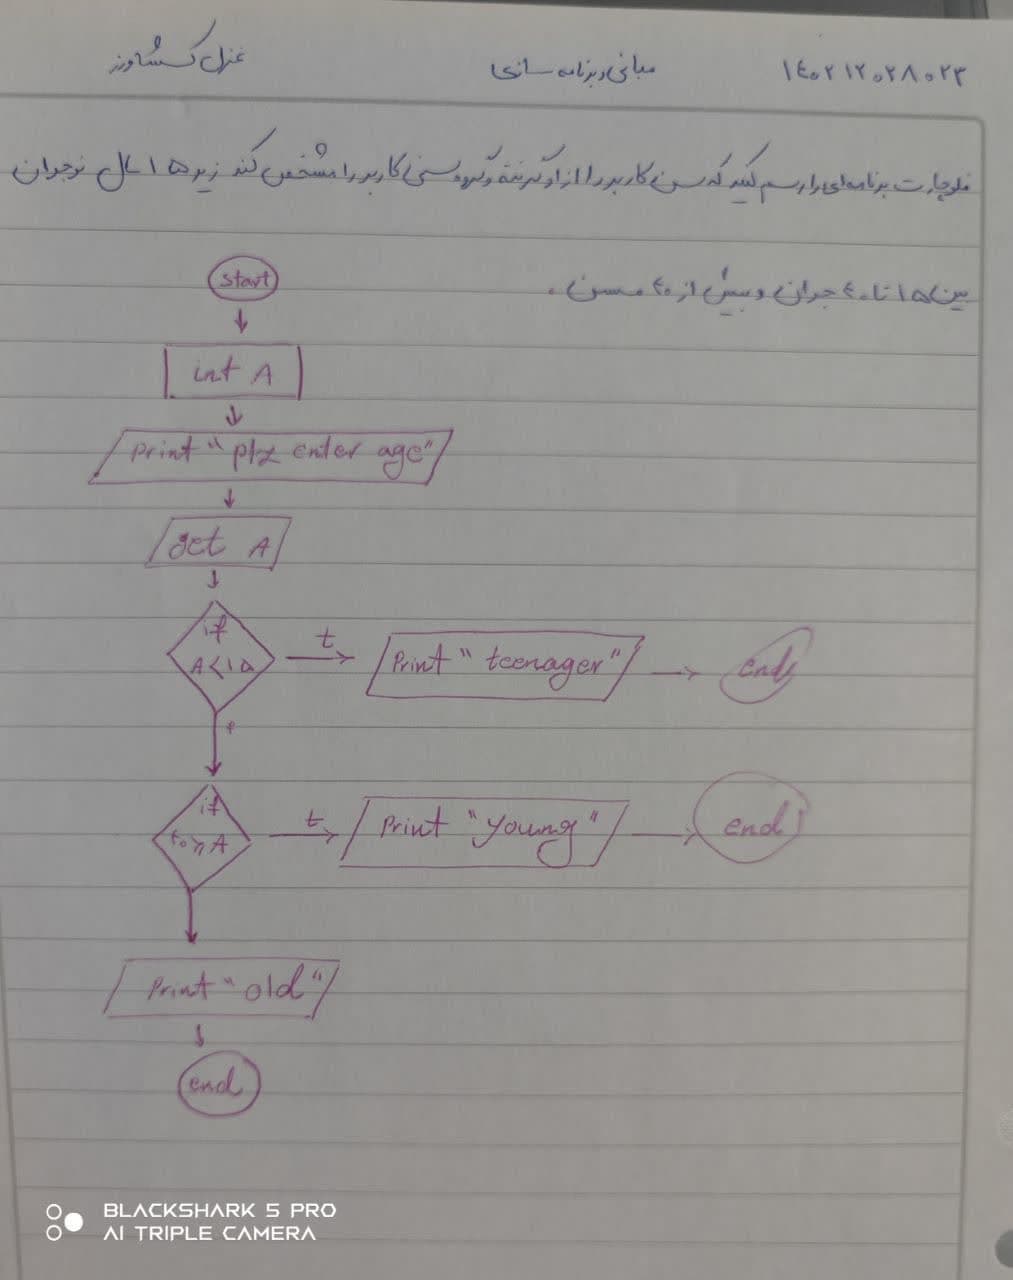 ۱۴۰۲۱۲۰۲۸۰۲۳ مبانی برنامه سازی غزل کشاورز
فلوچارت برنامه‌ای را رسم کنید که سن کاربر را از او گرفته و گروه سنی کاربر را مشخص کند زیر ۱۵ سال نوجوان
بین ۱۵ تا ۴۰ جوان و بیش از ۴۰ مسن .
start
int A
print "plz enter age"
get A
if
A<۱۵
t
print "teenager"
end
f
if
۴۰⩾A
t
print "young"
end
print "old"
end
BLACKSHARK 5 PRO
AI TRIPLE CAMERA